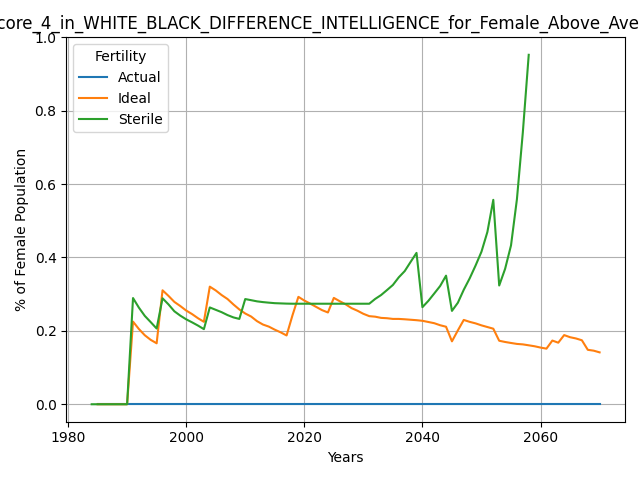 core_4_in_WHITE_BLACK_DIFFERENCE_INTELLIGENCE_for_Female_Above_Ave
Fertility
Actual
Ideal
Sterile
% of Female Population
1.0
0.8
0.6
0.4
0.2
0.0
1980 2000 2020 2040 2060
Years